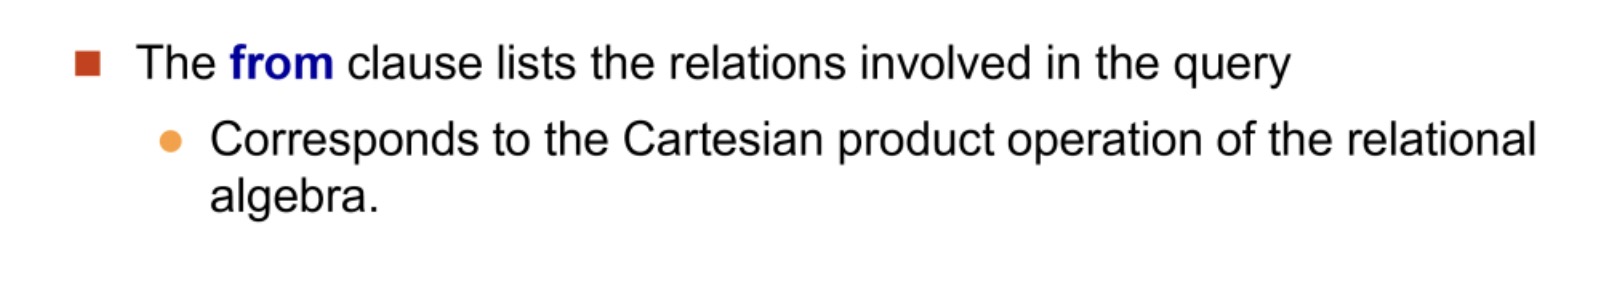 The from clause lists the relations involved in the query
Corresponds to the Cartesian product operation of the relational
algebra.